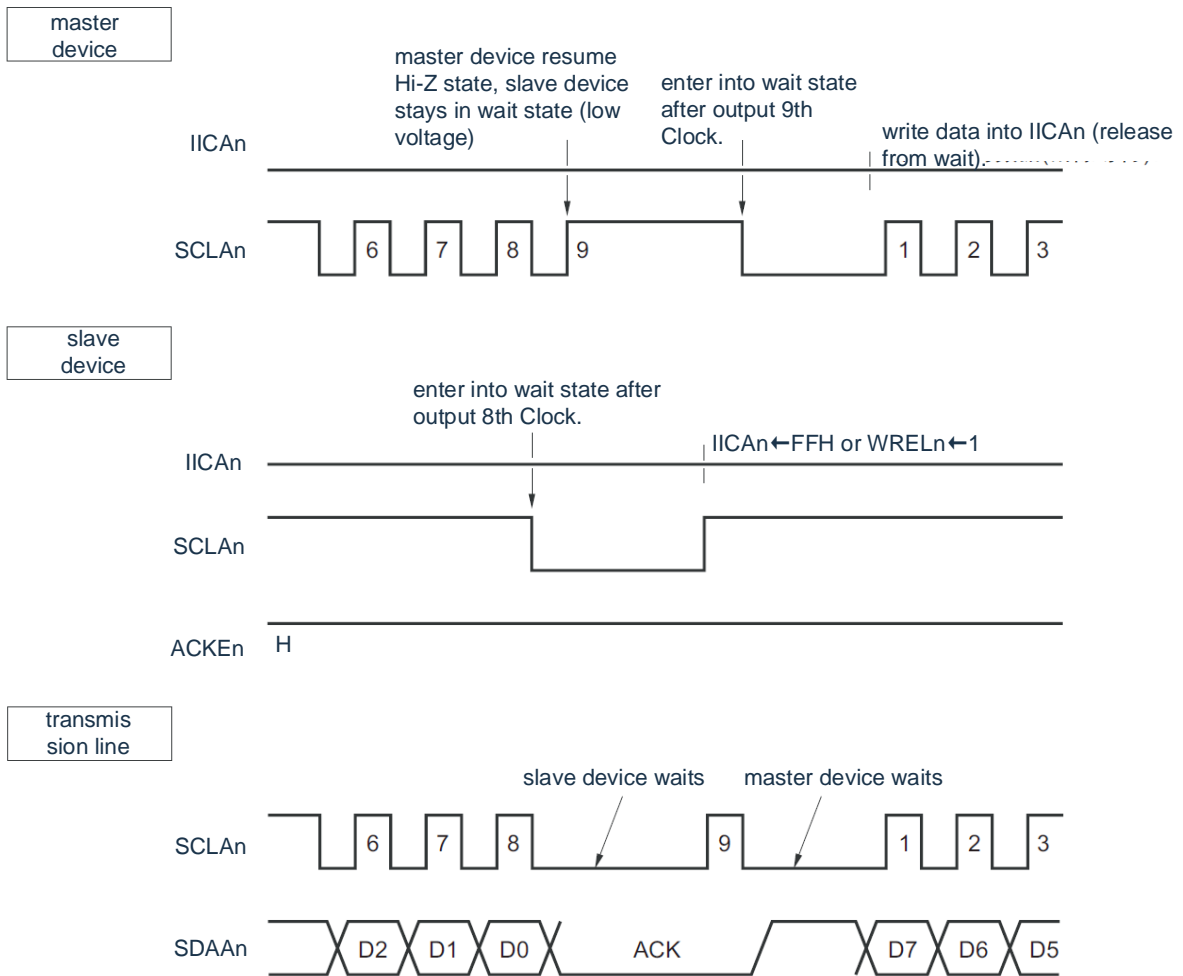 master
device
master device resume
Hi-Z state, slave device
stays in wait state (low
voltage)
enter into wait state
after output 9th
Clock.
write data into IICAn (release
from wait).
IICAn
SCLAn
6 7 8 9 1 2 3
slave
device
enter into wait state after
output 8th Clock.
IICAn←FFH or WRELn←1
IICAn
SCLAn
ACKEn H
transmis
sion line
slave device waits master device waits
SCLAn 6 7 8 9 1 2 3
SDAAn D2 D1 D0 ACK D7 D6 D5